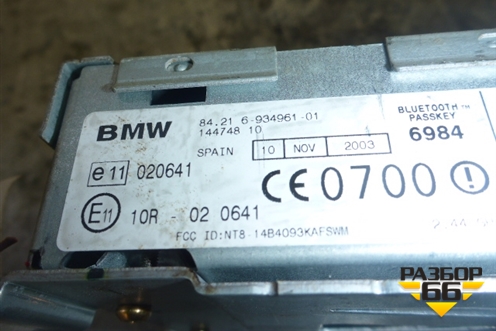 BMW
84.21 6-934961-01
144748 10
BLUETOOTH™
PASSKEY
6984
SPAIN 10 NOV 2003
e11 020641
CE0700
E11 10R - 02 0641
FCC ID:NT8-14B4093KAFSWM
РАЗБОР
66